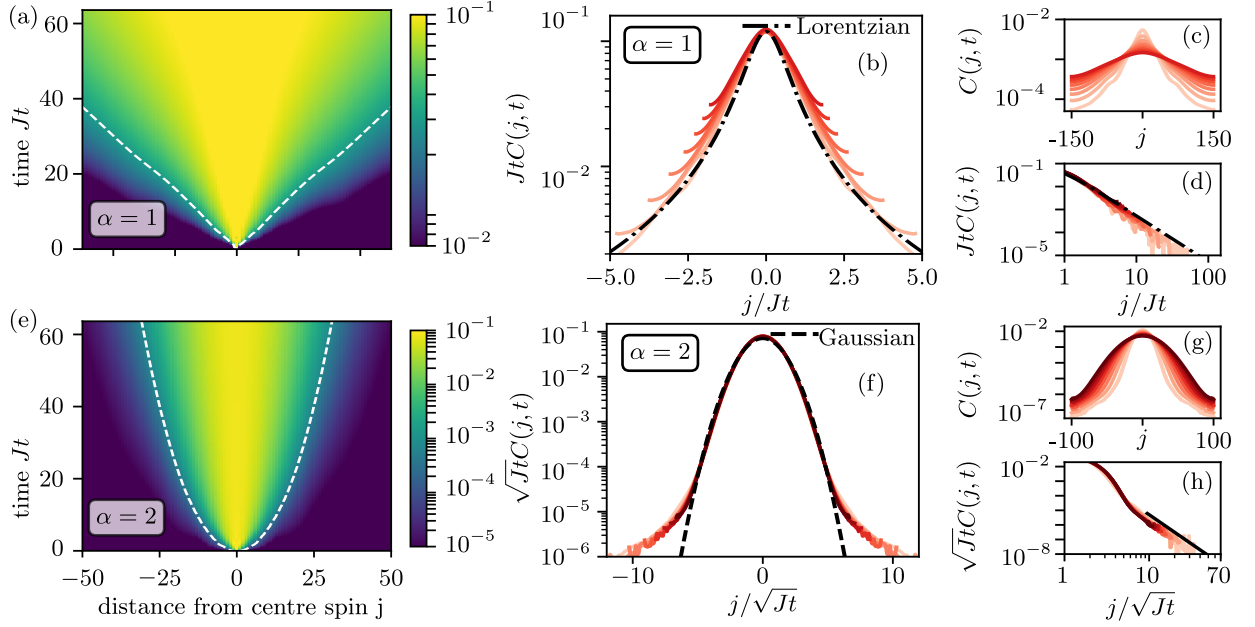 (a)
time Jt
60
40
20
0
α = 1
10⁻¹
10⁻²
JtC(j, t)
10⁻¹
10⁻²
α = 1
Lorentzian
(b)
−5.0
−2.5
0.0
2.5
5.0
j/Jt
C(j, t)
10⁻²
10⁻⁴
(c)
-150
j
150
JtC(j, t)
10⁻¹
10⁻⁵
(d)
1
10
100
j/Jt
(e)
time Jt
60
40
20
0
α = 2
−50
−25
0
25
50
distance from centre spin j
10⁻¹
10⁻²
10⁻³
10⁻⁴
10⁻⁵
√JtC(j, t)
10⁻¹
10⁻²
10⁻³
10⁻⁴
10⁻⁵
10⁻⁶
α = 2
Gaussian
(f)
−10
0
10
j/√Jt
C(j, t)
10⁻²
10⁻⁷
(g)
-100
j
100
√JtC(j, t)
10⁻²
10⁻⁸
(h)
1
10
70
j/√Jt